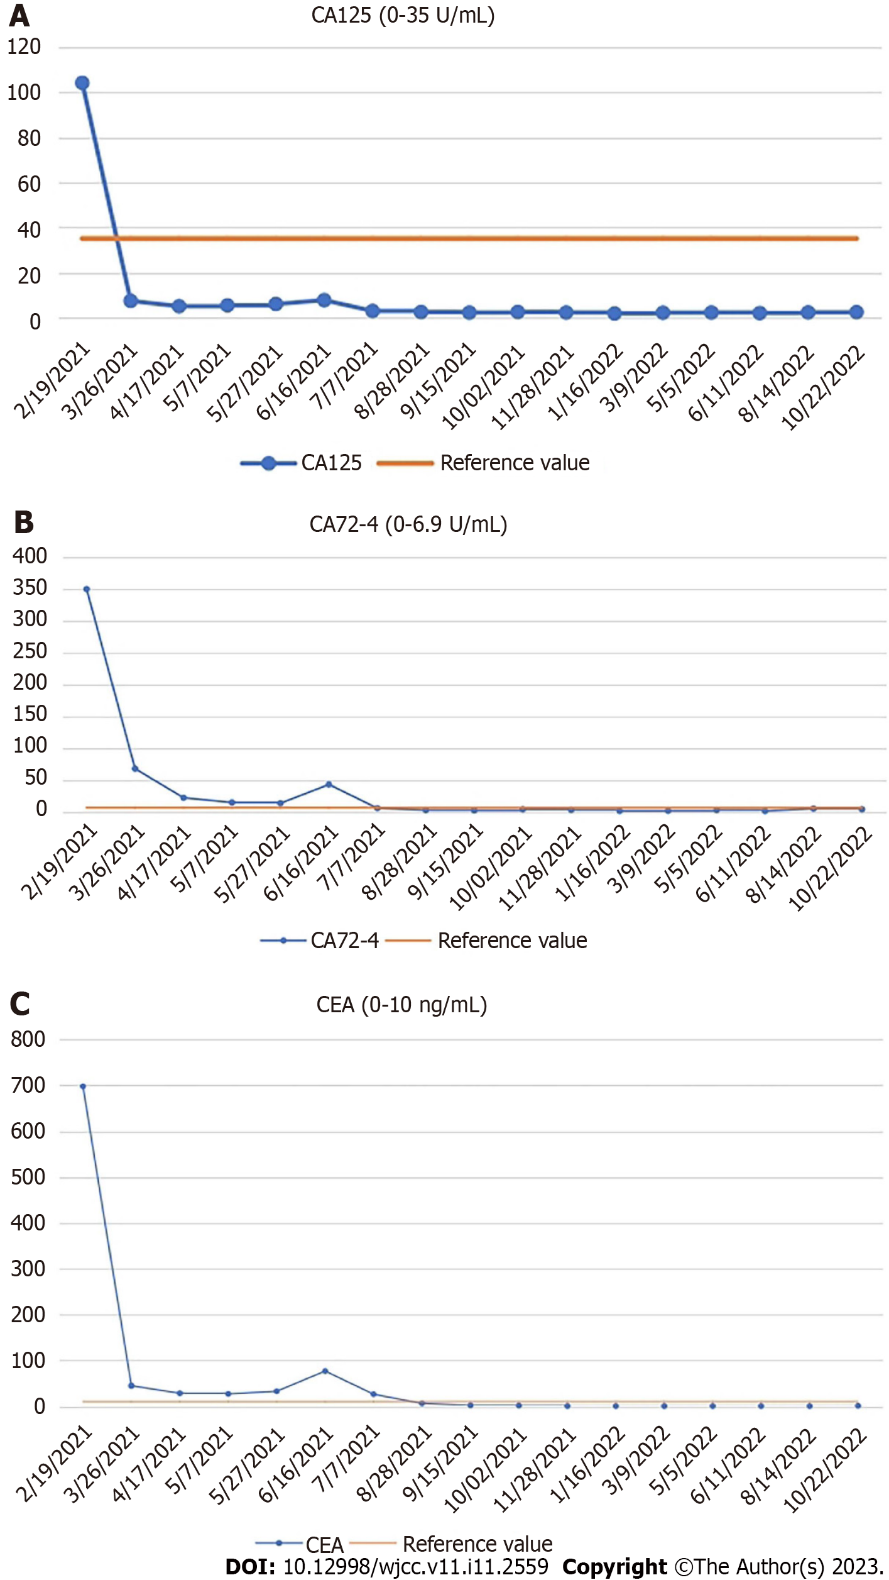 A
CA125 (0-35 U/mL)
120
100
80
60
40
20
0
2/19/2021 3/26/2021 4/17/2021 5/7/2021 5/27/2021 6/16/2021 7/7/2021 8/28/2021 9/15/2021 10/02/2021 11/28/2021 1/16/2022 3/9/2022 5/5/2022 6/11/2022 8/14/2022 10/22/2022
CA125 Reference value
B
CA72-4 (0-6.9 U/mL)
400
350
300
250
200
150
100
50
0
2/19/2021 3/26/2021 4/17/2021 5/7/2021 5/27/2021 6/16/2021 7/7/2021 8/28/2021 9/15/2021 10/02/2021 11/28/2021 1/16/2022 3/9/2022 5/5/2022 6/11/2022 8/14/2022 10/22/2022
CA72-4 Reference value
C
CEA (0-10 ng/mL)
800
700
600
500
400
300
200
100
0
2/19/2021 3/26/2021 4/17/2021 5/7/2021 5/27/2021 6/16/2021 7/7/2021 8/28/2021 9/15/2021 10/02/2021 11/28/2021 1/16/2022 3/9/2022 5/5/2022 6/11/2022 8/14/2022 10/22/2022
CEA Reference value
DOI: 10.12998/wjcc.v11.i11.2559 Copyright ©The Author(s) 2023.